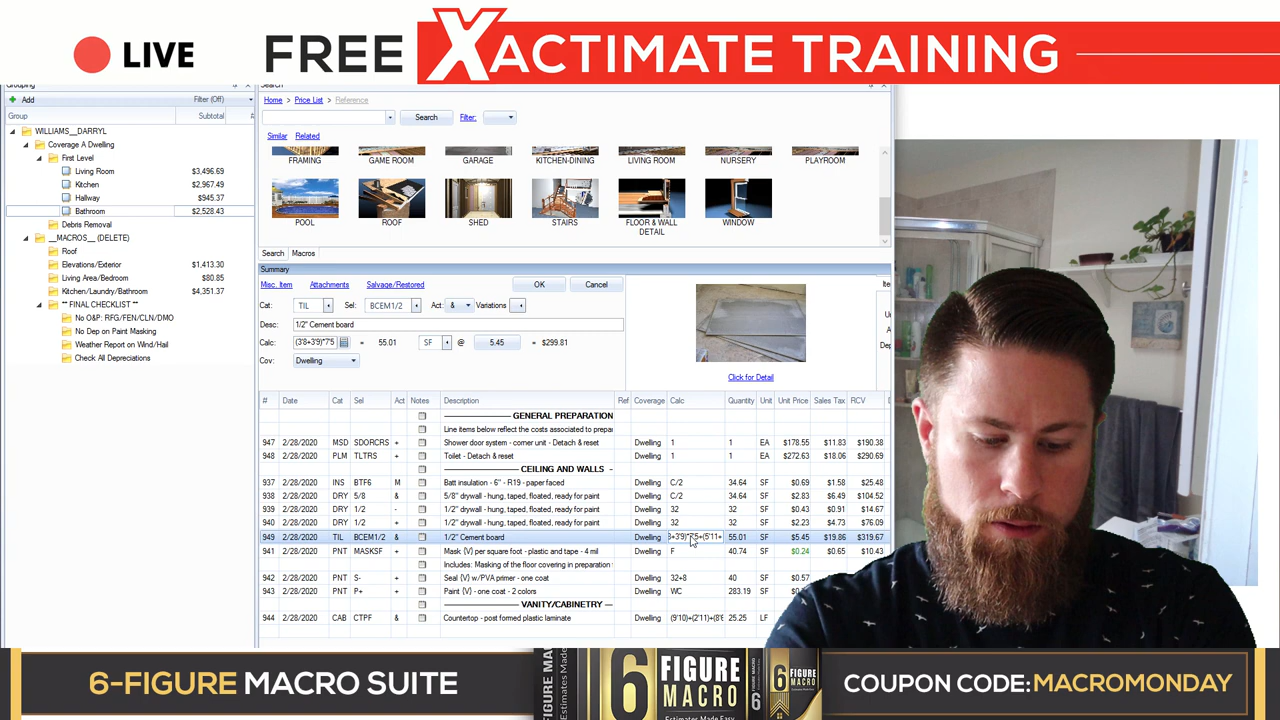 LIVE
FREE XACTIMATE TRAINING
Grouping
Search
Add
Filter (Off)
Group
Subtotal
#
WILLIAMS__DARRYL
Coverage A Dwelling
First Level
Living Room $3,496.69
Kitchen $2,967.49
Hallway $945.37
Bathroom $2,528.43
Debris Removal
__MACROS__ (DELETE)
Roof
Elevations/Exterior $1,413.30
Living Area/Bedroom $80.85
Kitchen/Laundry/Bathroom $4,351.37
** FINAL CHECKLIST **
No O&P: RFG/FEN/CLN/DMO
No Dep on Paint Masking
Weather Report on Wind/Hail
Check All Depreciations
Home > Price List > Reference
Search Filter:
Similar Related
FRAMING GAME ROOM GARAGE KITCHEN-DINING LIVING ROOM NURSERY PLAYROOM
POOL ROOF SHED STAIRS FLOOR & WALL DETAIL WINDOW
Search Macros
Summary
Misc. Item Attachments Salvage/Restored OK Cancel
Cat: TIL Sel: BCEM1/2 Act: & Variations
Desc: 1/2" Cement board
Calc: (3'8+3'9)*7'5 = 55.01 SF @ 5.45 = $299.81
Cov: Dwelling
Click for Detail
# Date Cat Sel Act Notes Description Ref Coverage Calc Quantity Unit Unit Price Sales Tax RCV
GENERAL PREPARATION
Line items below reflect the costs associated to prepar
947 2/28/2020 MSD SDORCRS + Shower door system - corner unit - Detach & reset Dwelling 1 1 EA $178.55 $11.83 $190.38
948 2/28/2020 PLM TLTRS + Toilet - Detach & reset Dwelling 1 1 EA $272.63 $18.06 $290.69
CEILING AND WALLS
937 2/28/2020 INS BTF6 M Batt insulation - 6" - R19 - paper faced Dwelling C/2 34.64 SF $0.69 $1.58 $25.48
938 2/28/2020 DRY 5/8 & 5/8" drywall - hung, taped, floated, ready for paint Dwelling C/2 34.64 SF $2.83 $6.49 $104.52
939 2/28/2020 DRY 1/2 - 1/2" drywall - hung, taped, floated, ready for paint Dwelling 32 32 SF $0.43 $0.91 $14.67
940 2/28/2020 DRY 1/2 + 1/2" drywall - hung, taped, floated, ready for paint Dwelling 32 32 SF $2.23 $4.73 $76.09
949 2/28/2020 TIL BCEM1/2 & 1/2" Cement board Dwelling 55.01 SF $5.45 $19.86 $319.67
941 2/28/2020 PNT MASKSF + Mask {V} per square foot - plastic and tape - 4 mil Dwelling F 40.74 SF $0.24 $0.65 $10.43
Includes: Masking of the floor covering in preparation
942 2/28/2020 PNT S- + Seal {V} w/PVA primer - one coat Dwelling 32+8 40 SF $0.57
943 2/28/2020 PNT P+ + Paint {V} - one coat - 2 colors Dwelling WC 283.19 SF
VANITY/CABINETRY
944 2/28/2020 CAB CTPF & Countertop - post formed plastic laminate Dwelling (9'10)+(2'11)+(8'6 25.25 LF
6-FIGURE MACRO SUITE
6 FIGURE MACRO
Estimates Made Easy
COUPON CODE: MACROMONDAY